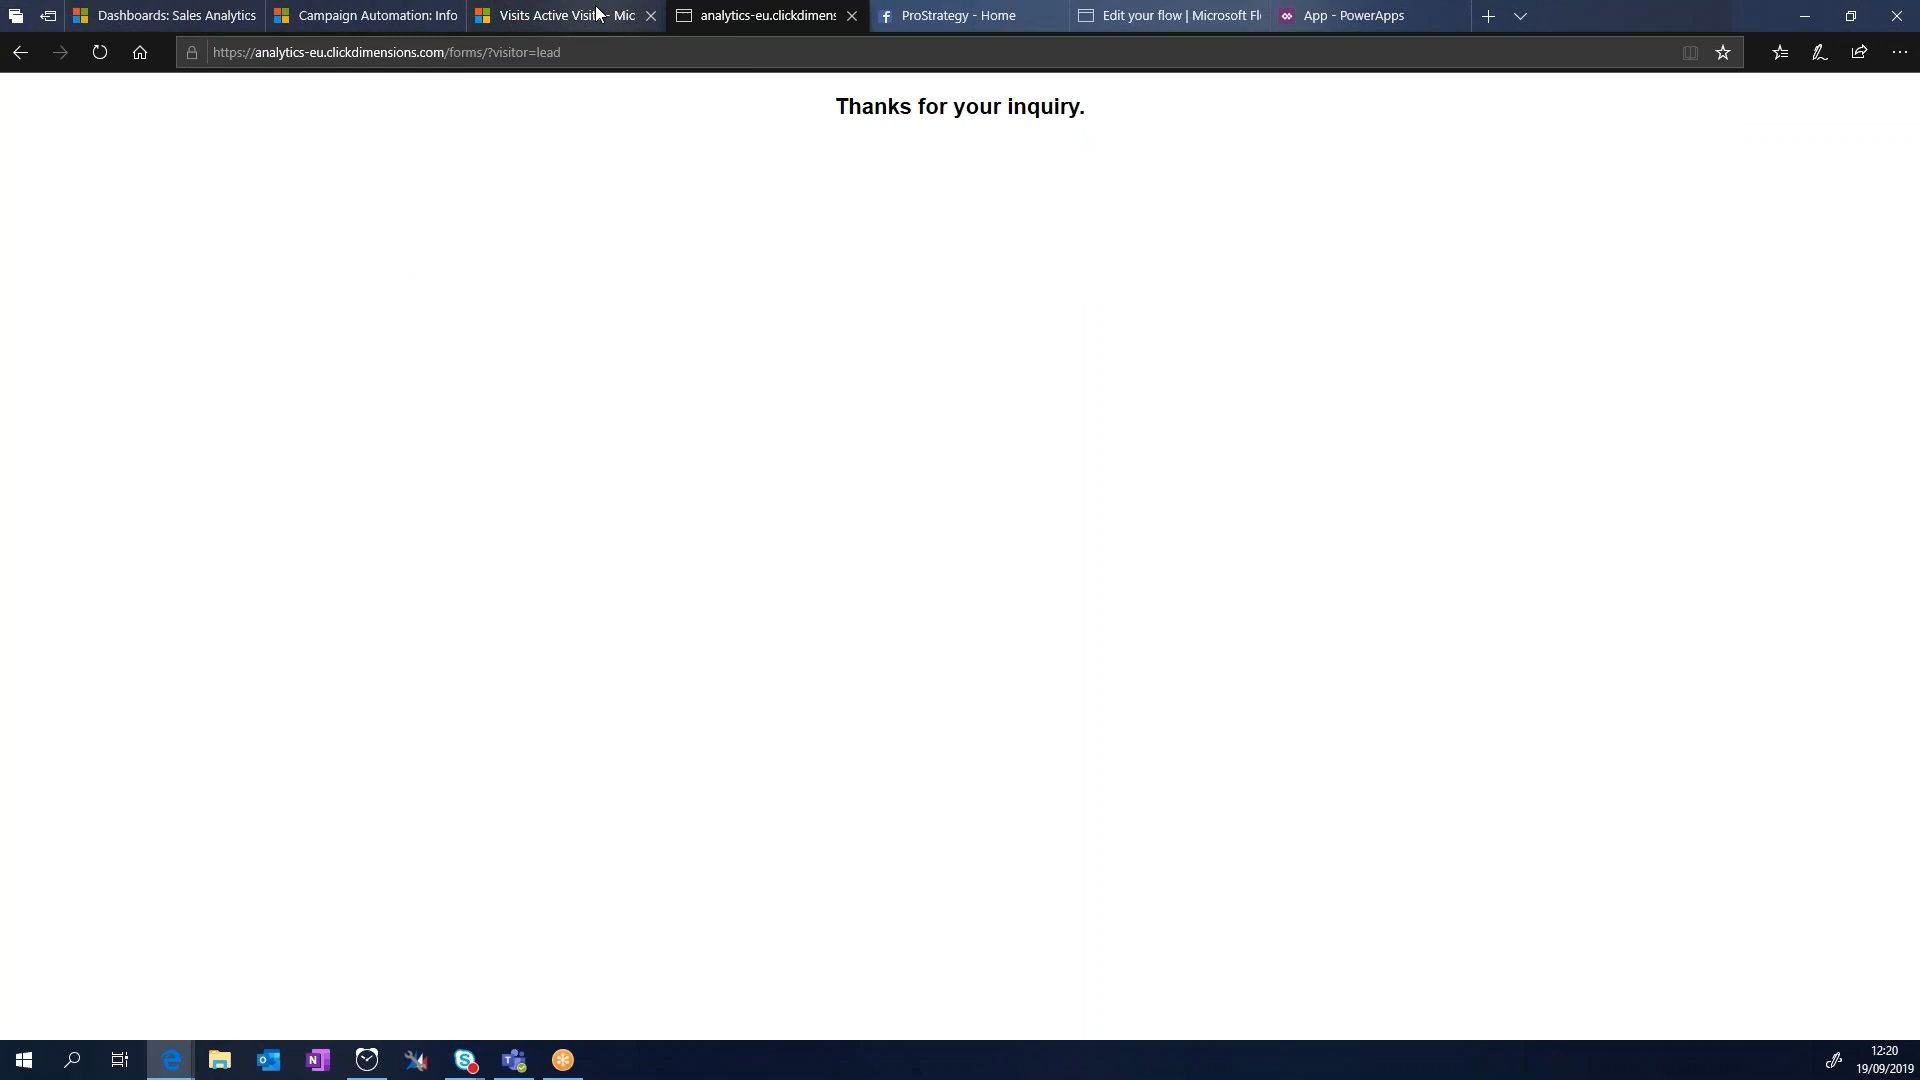 Dashboards: Sales Analytics
Campaign Automation: Info
Visits Active Visit - Mic
analytics-eu.clickdimens
ProStrategy - Home
Edit your flow | Microsoft Fl
App - PowerApps
https://analytics-eu.clickdimensions.com/forms/?visitor=lead
Thanks for your inquiry.
12:20
19/09/2019